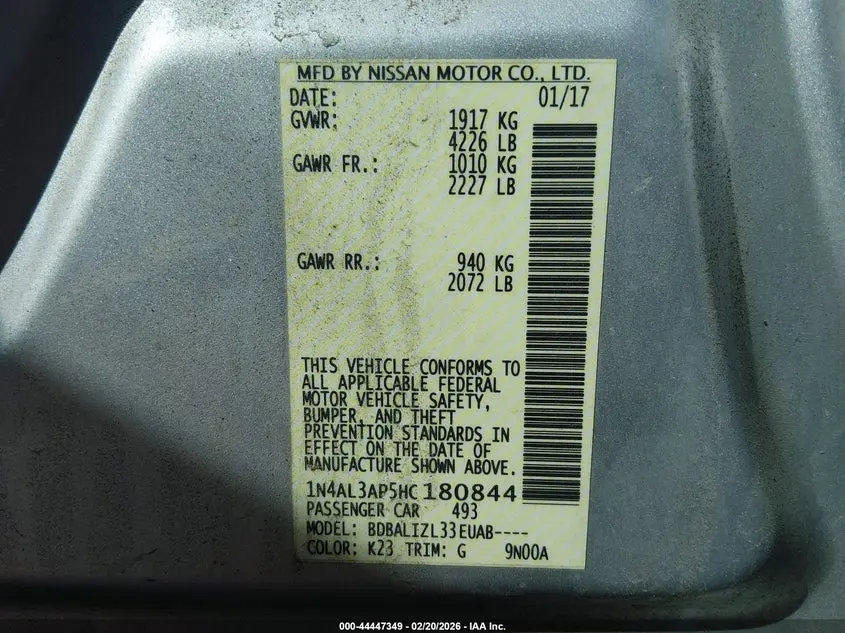 MFD BY NISSAN MOTOR CO., LTD.
DATE: 01/17
GVWR: 1917 KG
4226 LB
GAWR FR.: 1010 KG
2227 LB
GAWR RR.: 940 KG
2072 LB
THIS VEHICLE CONFORMS TO
ALL APPLICABLE FEDERAL
MOTOR VEHICLE SAFETY,
BUMPER, AND THEFT
PREVENTION STANDARDS IN
EFFECT ON THE DATE OF
MANUFACTURE SHOWN ABOVE.
1N4AL3AP5HC180844
PASSENGER CAR 493
MODEL: BDBALIZL33EUAB----
COLOR: K23 TRIM: G 9N00A
000-44447349 - 02/20/2026 - IAA Inc.